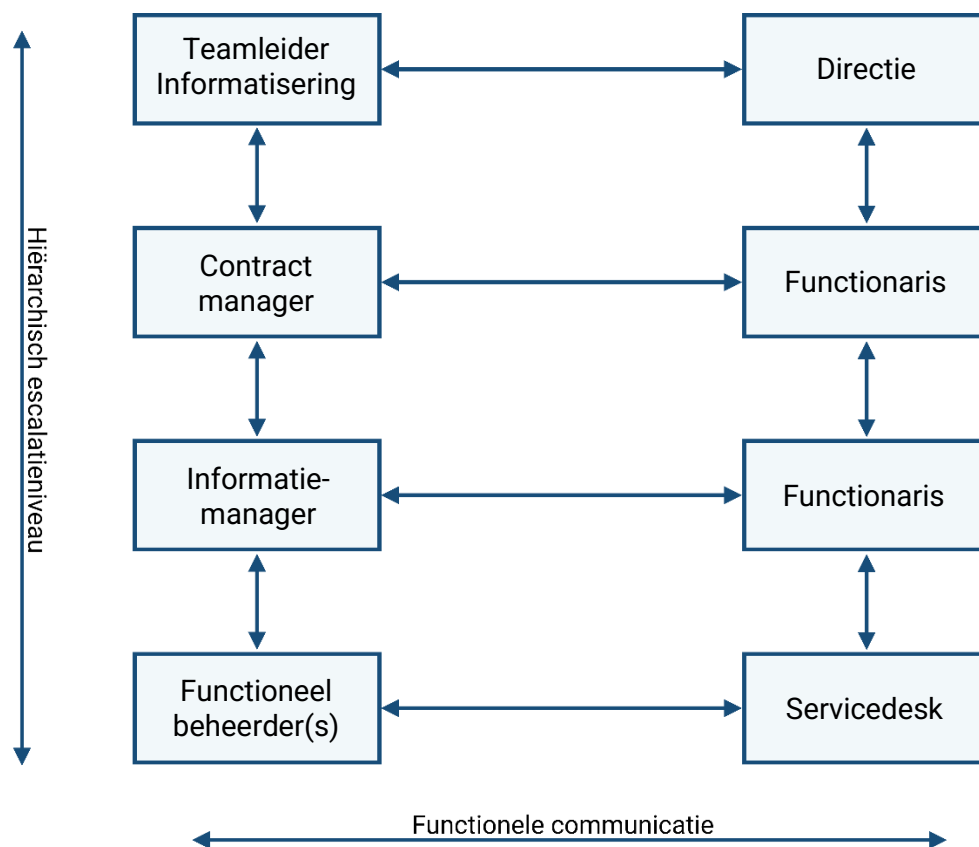 Teamleider
Informatisering
Directie
Contract
manager
Functionaris
Informatie-
manager
Functionaris
Functioneel
beheerder(s)
Servicedesk
Hiërarchisch escalatieniveau
Functionele communicatie